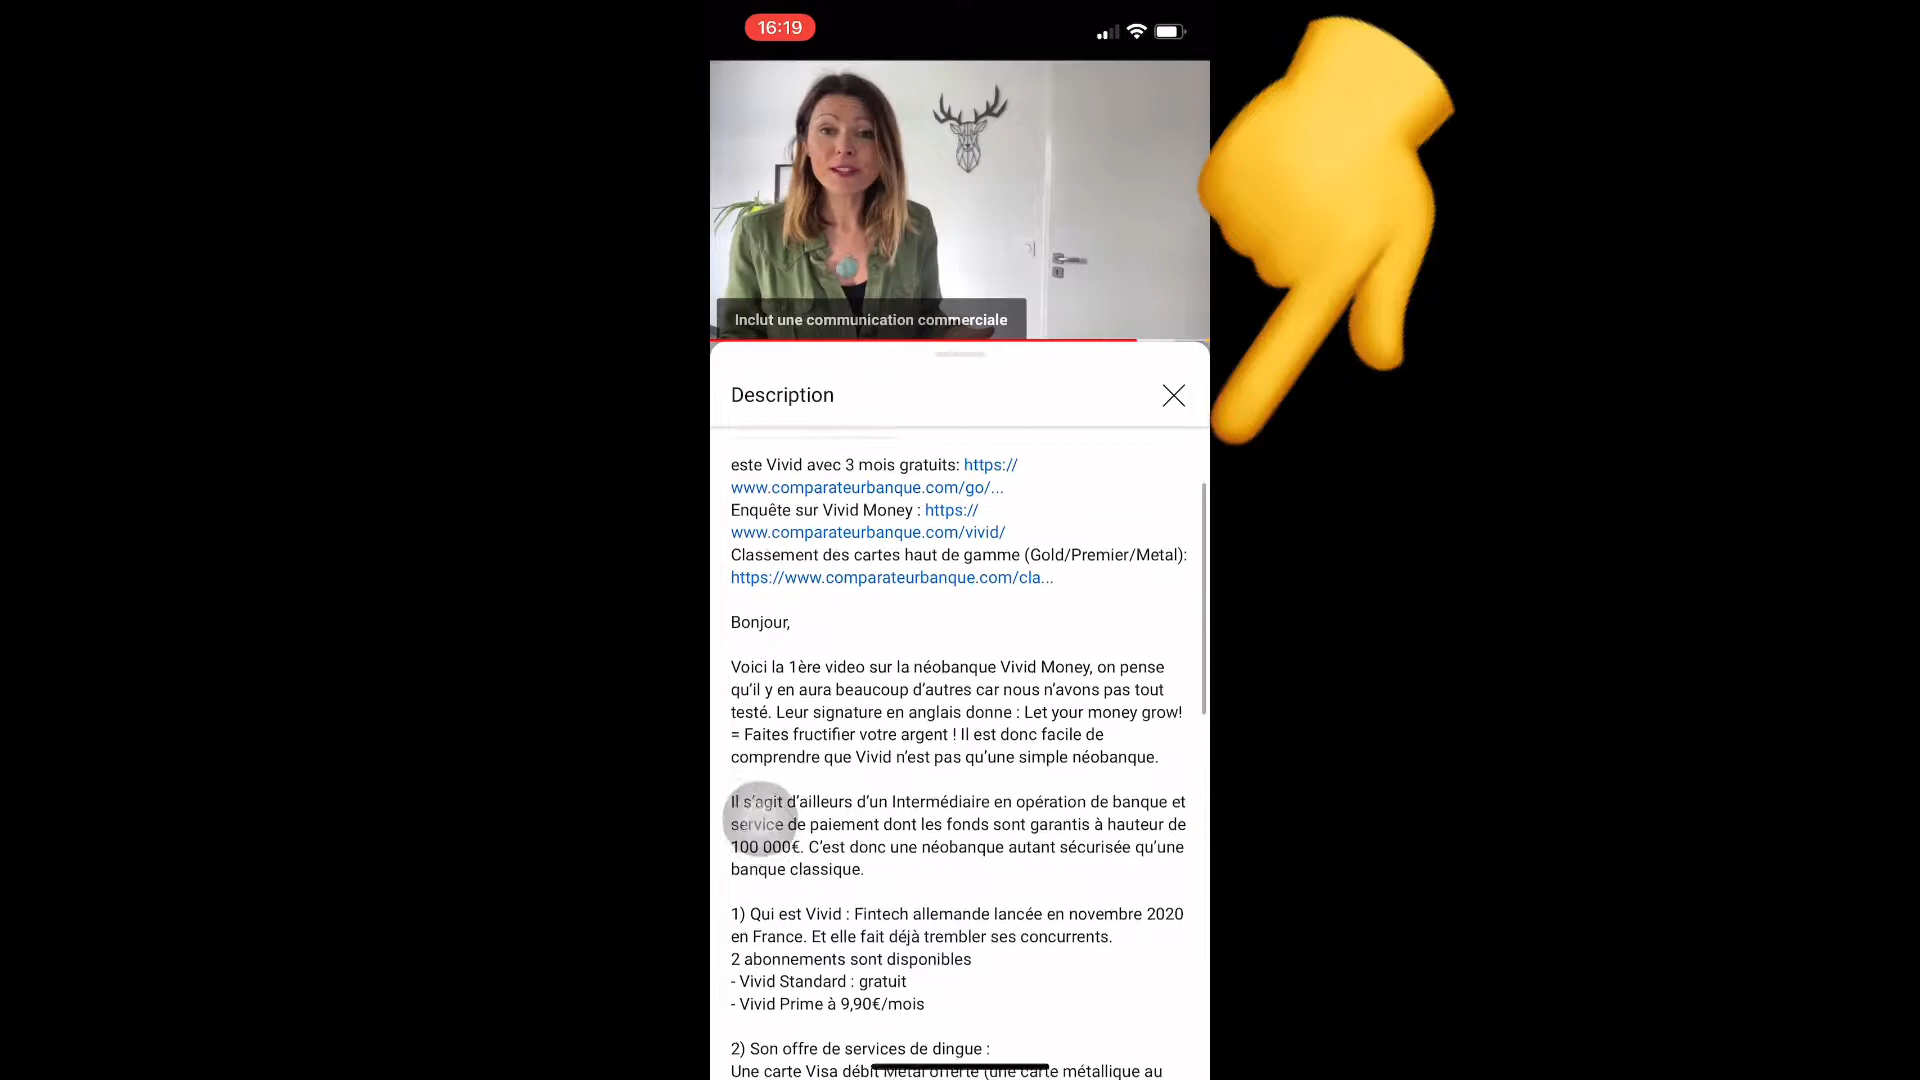 16:19
Inclut une communication commerciale
Description
este Vivid avec 3 mois gratuits: https://
www.comparateurbanque.com/go/...
Enquête sur Vivid Money : https://
www.comparateurbanque.com/vivid/
Classement des cartes haut de gamme (Gold/Premier/Metal):
https://www.comparateurbanque.com/cla...
Bonjour,
Voici la 1ère video sur la néobanque Vivid Money, on pense
qu’il y en aura beaucoup d’autres car nous n’avons pas tout
testé. Leur signature en anglais donne : Let your money grow!
= Faites fructifier votre argent ! Il est donc facile de
comprendre que Vivid n’est pas qu’une simple néobanque.
Il s’agit d’ailleurs d’un Intermédiaire en opération de banque et
service de paiement dont les fonds sont garantis à hauteur de
100 000€. C’est donc une néobanque autant sécurisée qu’une
banque classique.
1) Qui est Vivid : Fintech allemande lancée en novembre 2020
en France. Et elle fait déjà trembler ses concurrents.
2 abonnements sont disponibles
- Vivid Standard : gratuit
- Vivid Prime à 9,90€/mois
2) Son offre de services de dingue :
Une carte Visa débit Metal offerte (une carte métallique au